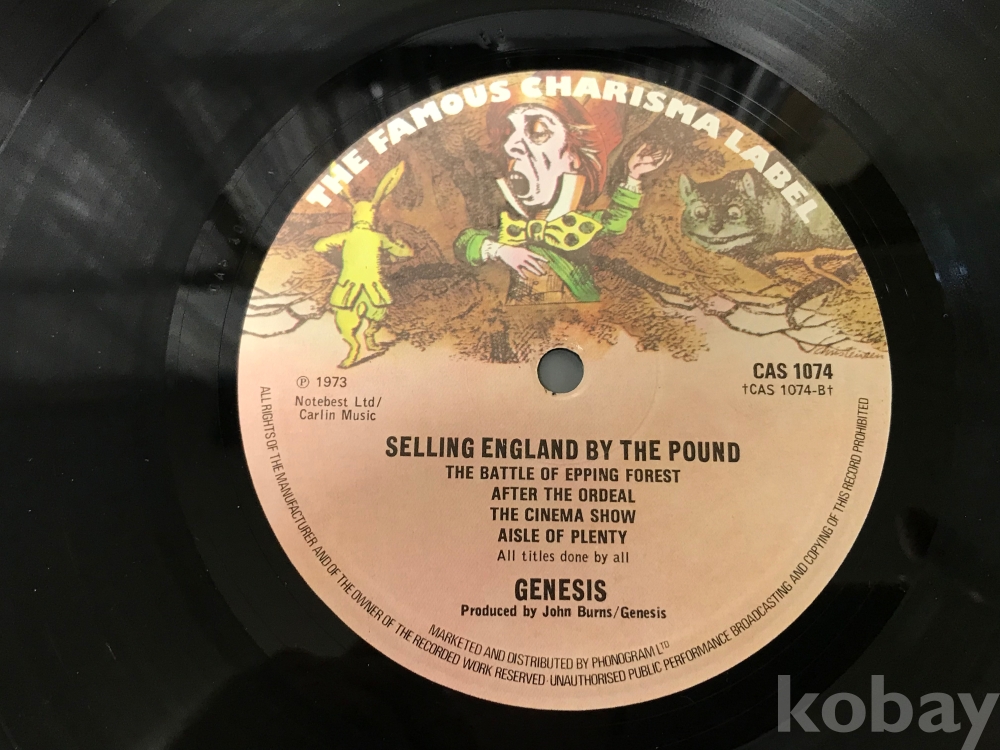 THE FAMOUS CHARISMA LABEL
℗ 1973
Notebest Ltd/
Carlin Music
CAS 1074
†CAS 1074-B†
SELLING ENGLAND BY THE POUND
THE BATTLE OF EPPING FOREST
AFTER THE ORDEAL
THE CINEMA SHOW
AISLE OF PLENTY
All titles done by all
GENESIS
Produced by John Burns/Genesis
MARKETED AND DISTRIBUTED BY PHONOGRAM LTD
ALL RIGHTS OF THE MANUFACTURER AND OF THE OWNER OF THE RECORDED WORK RESERVED · UNAUTHORISED PUBLIC PERFORMANCE BROADCASTING AND COPYING OF THIS RECORD PROHIBITED
kobay